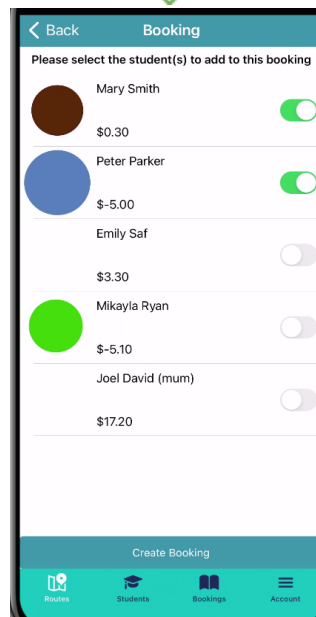 Back
Booking
Please select the student(s) to add to this booking
Mary Smith
$0.30
Peter Parker
$-5.00
Emily Saf
$3.30
Mikayla Ryan
$-5.10
Joel David (mum)
$17.20
Create Booking
Routes
Students
Bookings
Account